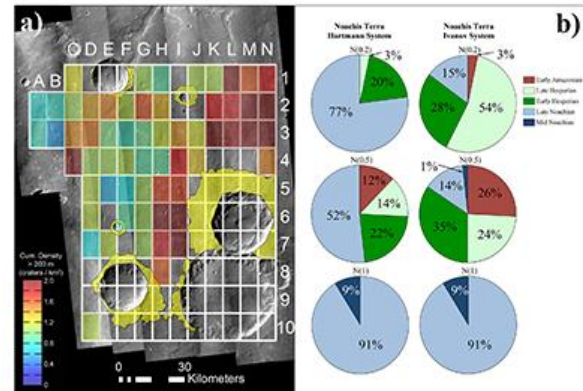 a)
O D E F G H I J K L M N
A B
1
2
3
4
5
6
7
8
9
10
Cum. Density
> 200 m
(craters / km²)
2.0
1.6
1.2
0.8
0.4
0.0
0 30
Kilometers
b)
Noachis Terra
Hartmann System
N(0.2)
3%
20%
77%
Noachis Terra
Ivanov System
N(0.2)
3%
15%
28%
54%
Early Amazonian
Late Hesperian
Early Hesperian
Late Noachian
Mid Noachian
N(0.5)
12%
14%
52%
22%
N(0.5)
1%
14%
26%
35%
24%
N(1)
9%
91%
N(1)
9%
91%